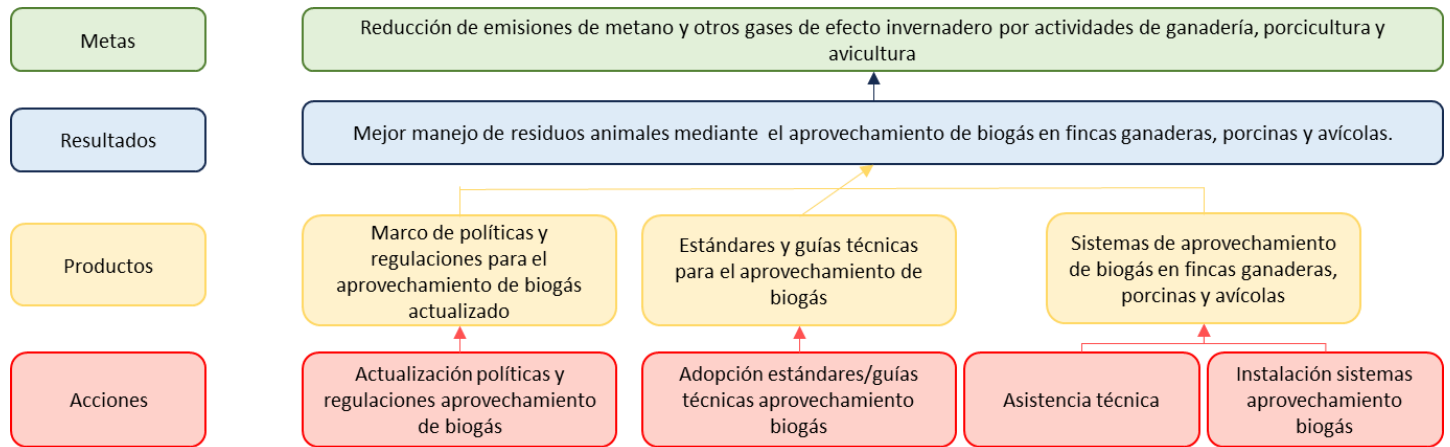 Metas
Reducción de emisiones de metano y otros gases de efecto invernadero por actividades de ganadería, porcicultura y
avicultura
Resultados
Mejor manejo de residuos animales mediante el aprovechamiento de biogás en fincas ganaderas, porcinas y avícolas.
Productos
Marco de políticas y
regulaciones para el
aprovechamiento de biogás
actualizado
Estándares y guías técnicas
para el aprovechamiento de
biogás
Sistemas de aprovechamiento
de biogás en fincas ganaderas,
porcinas y avícolas
Acciones
Actualización políticas y
regulaciones aprovechamiento
de biogás
Adopción estándares/guías
técnicas aprovechamiento
biogás
Asistencia técnica
Instalación sistemas
aprovechamiento
biogás